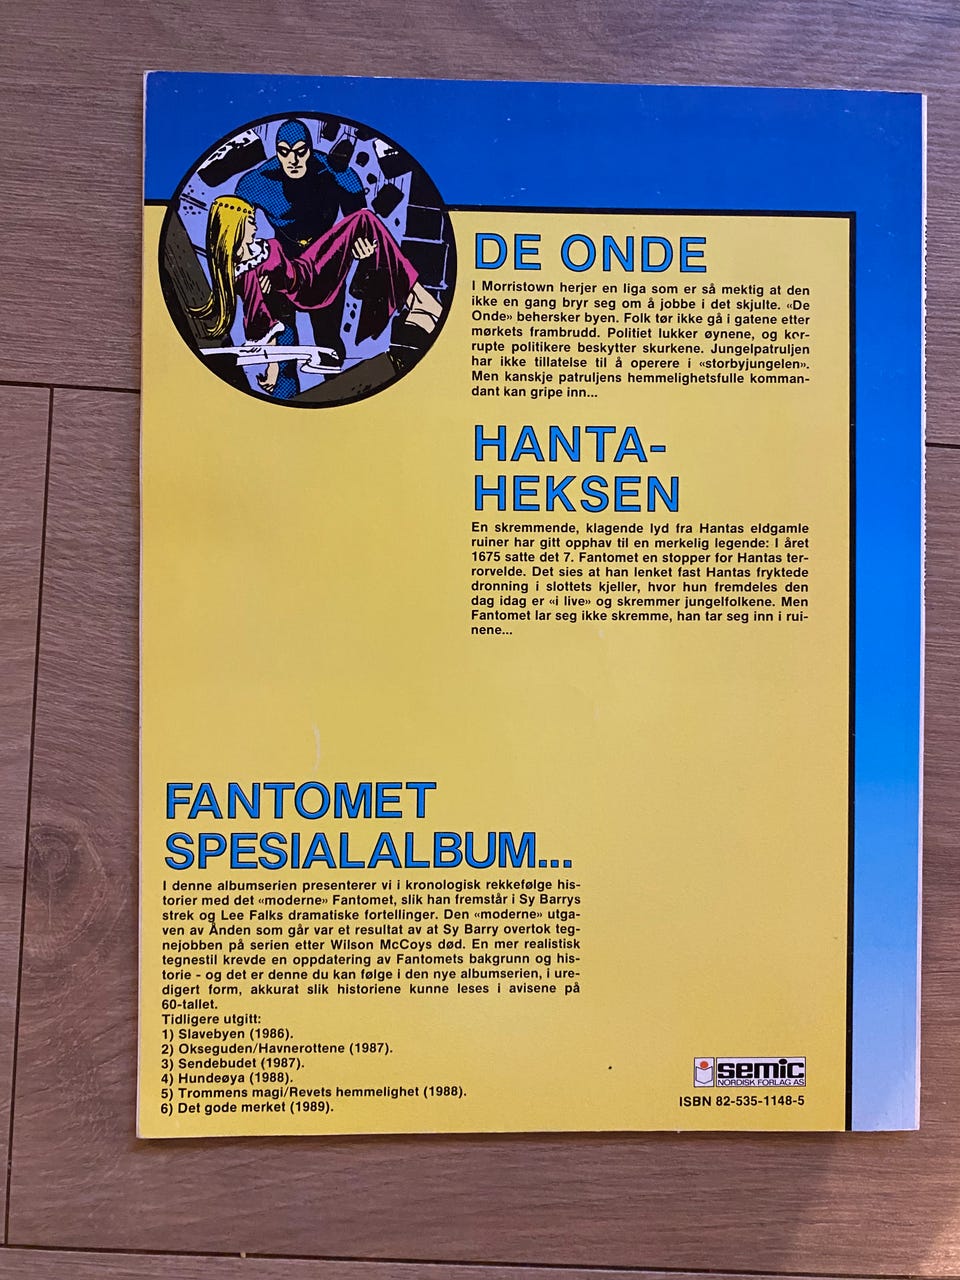 DE ONDE
I Morristown herjer en liga som er så mektig at den
ikke en gang bryr seg om å jobbe i det skjulte. «De
Onde» behersker byen. Folk tør ikke gå i gatene etter
mørkets frambrudd. Politiet lukker øynene, og kor-
rupte politikere beskytter skurkene. Jungelpatruljen
har ikke tillatelse til å operere i «storbyjungelen».
Men kanskje patruljens hemmelighetsfulle komman-
dant kan gripe inn...
HANTA-
HEKSEN
En skremmende, klagende lyd fra Hantas eldgamle
ruiner har gitt opphav til en merkelig legende: I året
1675 satte det 7. Fantomet en stopper for Hantas ter-
rorvelde. Det sies at han lenket fast Hantas fryktede
dronning i slottets kjeller, hvor hun fremdeles den
dag idag er «i live» og skremmer jungelfolkene. Men
Fantomet lar seg ikke skremme, han tar seg inn i rui-
nene...
FANTOMET
SPESIALALBUM...
I denne albumserien presenterer vi i kronologisk rekkefølge his-
torier med det «moderne» Fantomet, slik han fremstår i Sy Barrys
strek og Lee Falks dramatiske fortellinger. Den «moderne» utga-
ven av Ånden som går var et resultat av at Sy Barry overtok teg-
nejobben på serien etter Wilson McCoys død. En mer realistisk
tegnestil krevde en oppdatering av Fantomets bakgrunn og his-
torie - og det er denne du kan følge i den nye albumserien, i ure-
digert form, akkurat slik historiene kunne leses i avisene på
60-tallet.
Tidligere utgitt:
1) Slavebyen (1986).
2) Okseguden/Havnerottene (1987).
3) Sendebudet (1987).
4) Hundeøya (1988).
5) Trommens magi/Revets hemmelighet (1988).
6) Det gode merket (1989).
semic
NORDISK FORLAG AS
ISBN 82-535-1148-5